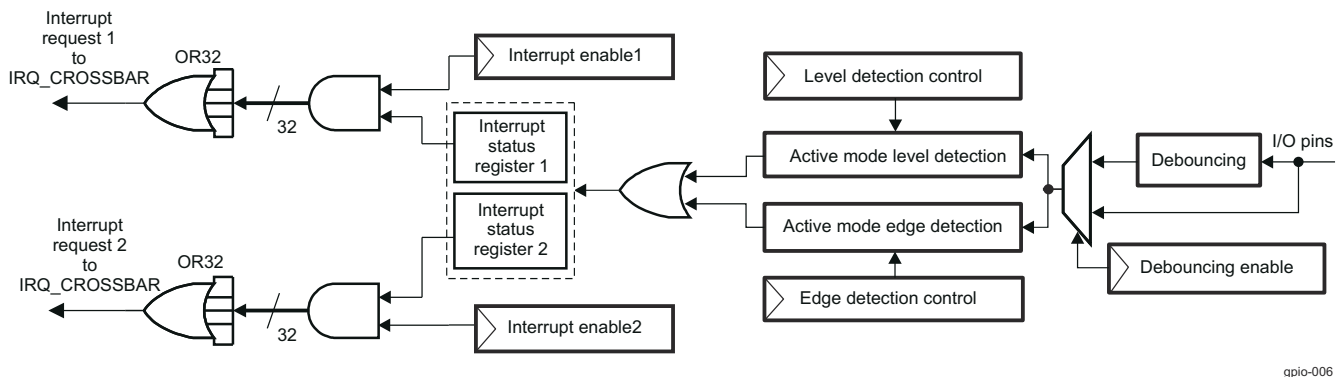 Interrupt
request 1
to
IRQ_CROSSBAR
OR32
32
Interrupt enable1
Interrupt
status
register 1
Level detection control
Active mode level detection
Debouncing
I/O pins
Interrupt
request 2
to
IRQ_CROSSBAR
OR32
32
Interrupt
status
register 2
Interrupt enable2
Active mode edge detection
Edge detection control
Debouncing enable
gpio-006